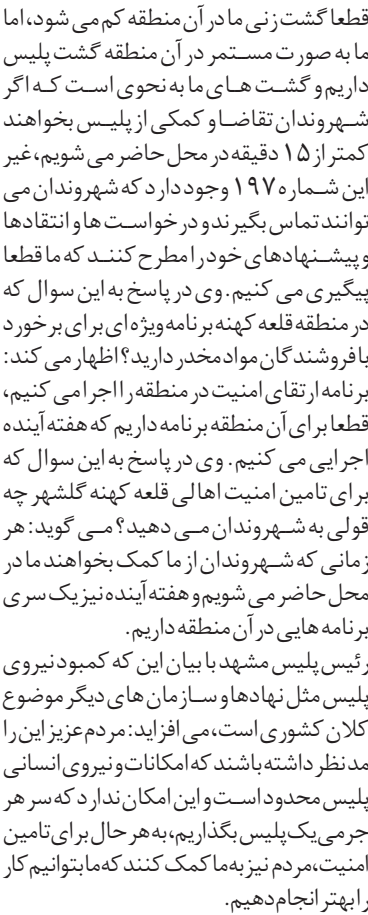 قطعا گشت زنی ما در آن منطقه کم می شود، اما
ما به صورت مستمر در آن منطقه گشت پلیس
داریم و گشت های ما به نحوی است که اگر
شهروندان تقاضا و کمکی از پلیس بخواهند
کمتر از ۱۵ دقیقه در محل حاضر می شویم، غیر
این شماره ۱۹۷ وجود دارد که شهروندان می
توانند تماس بگیرند و درخواست ها و انتقادها
و پیشنهادهای خود را مطرح کنند که ما قطعا
پیگیری می کنیم. وی در پاسخ به این سوال که
در منطقه قلعه کهنه برنامه ویژه ای برای برخورد
با فروشندگان مواد مخدر دارید؟ اظهار می کند:
برنامه ارتقای امنیت در منطقه را اجرا می کنیم،
قطعا برای آن منطقه برنامه داریم که هفته آینده
اجرایی می کنیم. وی در پاسخ به این سوال که
برای تامین امنیت اهالی قلعه کهنه گلشهر چه
قولی به شهروندان می دهید؟ می گوید: هر
زمانی که شهروندان از ما کمک بخواهند ما در
محل حاضر می شویم و هفته آینده نیز یک سری
برنامه هایی در آن منطقه داریم.
رئیس پلیس مشهد با بیان این که کمبود نیروی
پلیس مثل نهادها و سازمان های دیگر موضوع
کلان کشوری است، می افزاید: مردم عزیز این را
مدنظر داشته باشند که امکانات و نیروی انسانی
پلیس محدود است و این امکان ندارد که سر هر
جرمی یک پلیس بگذاریم، به هر حال برای تامین
امنیت، مردم نیز به ما کمک کنند که ما بتوانیم کار
را بهتر انجام دهیم.